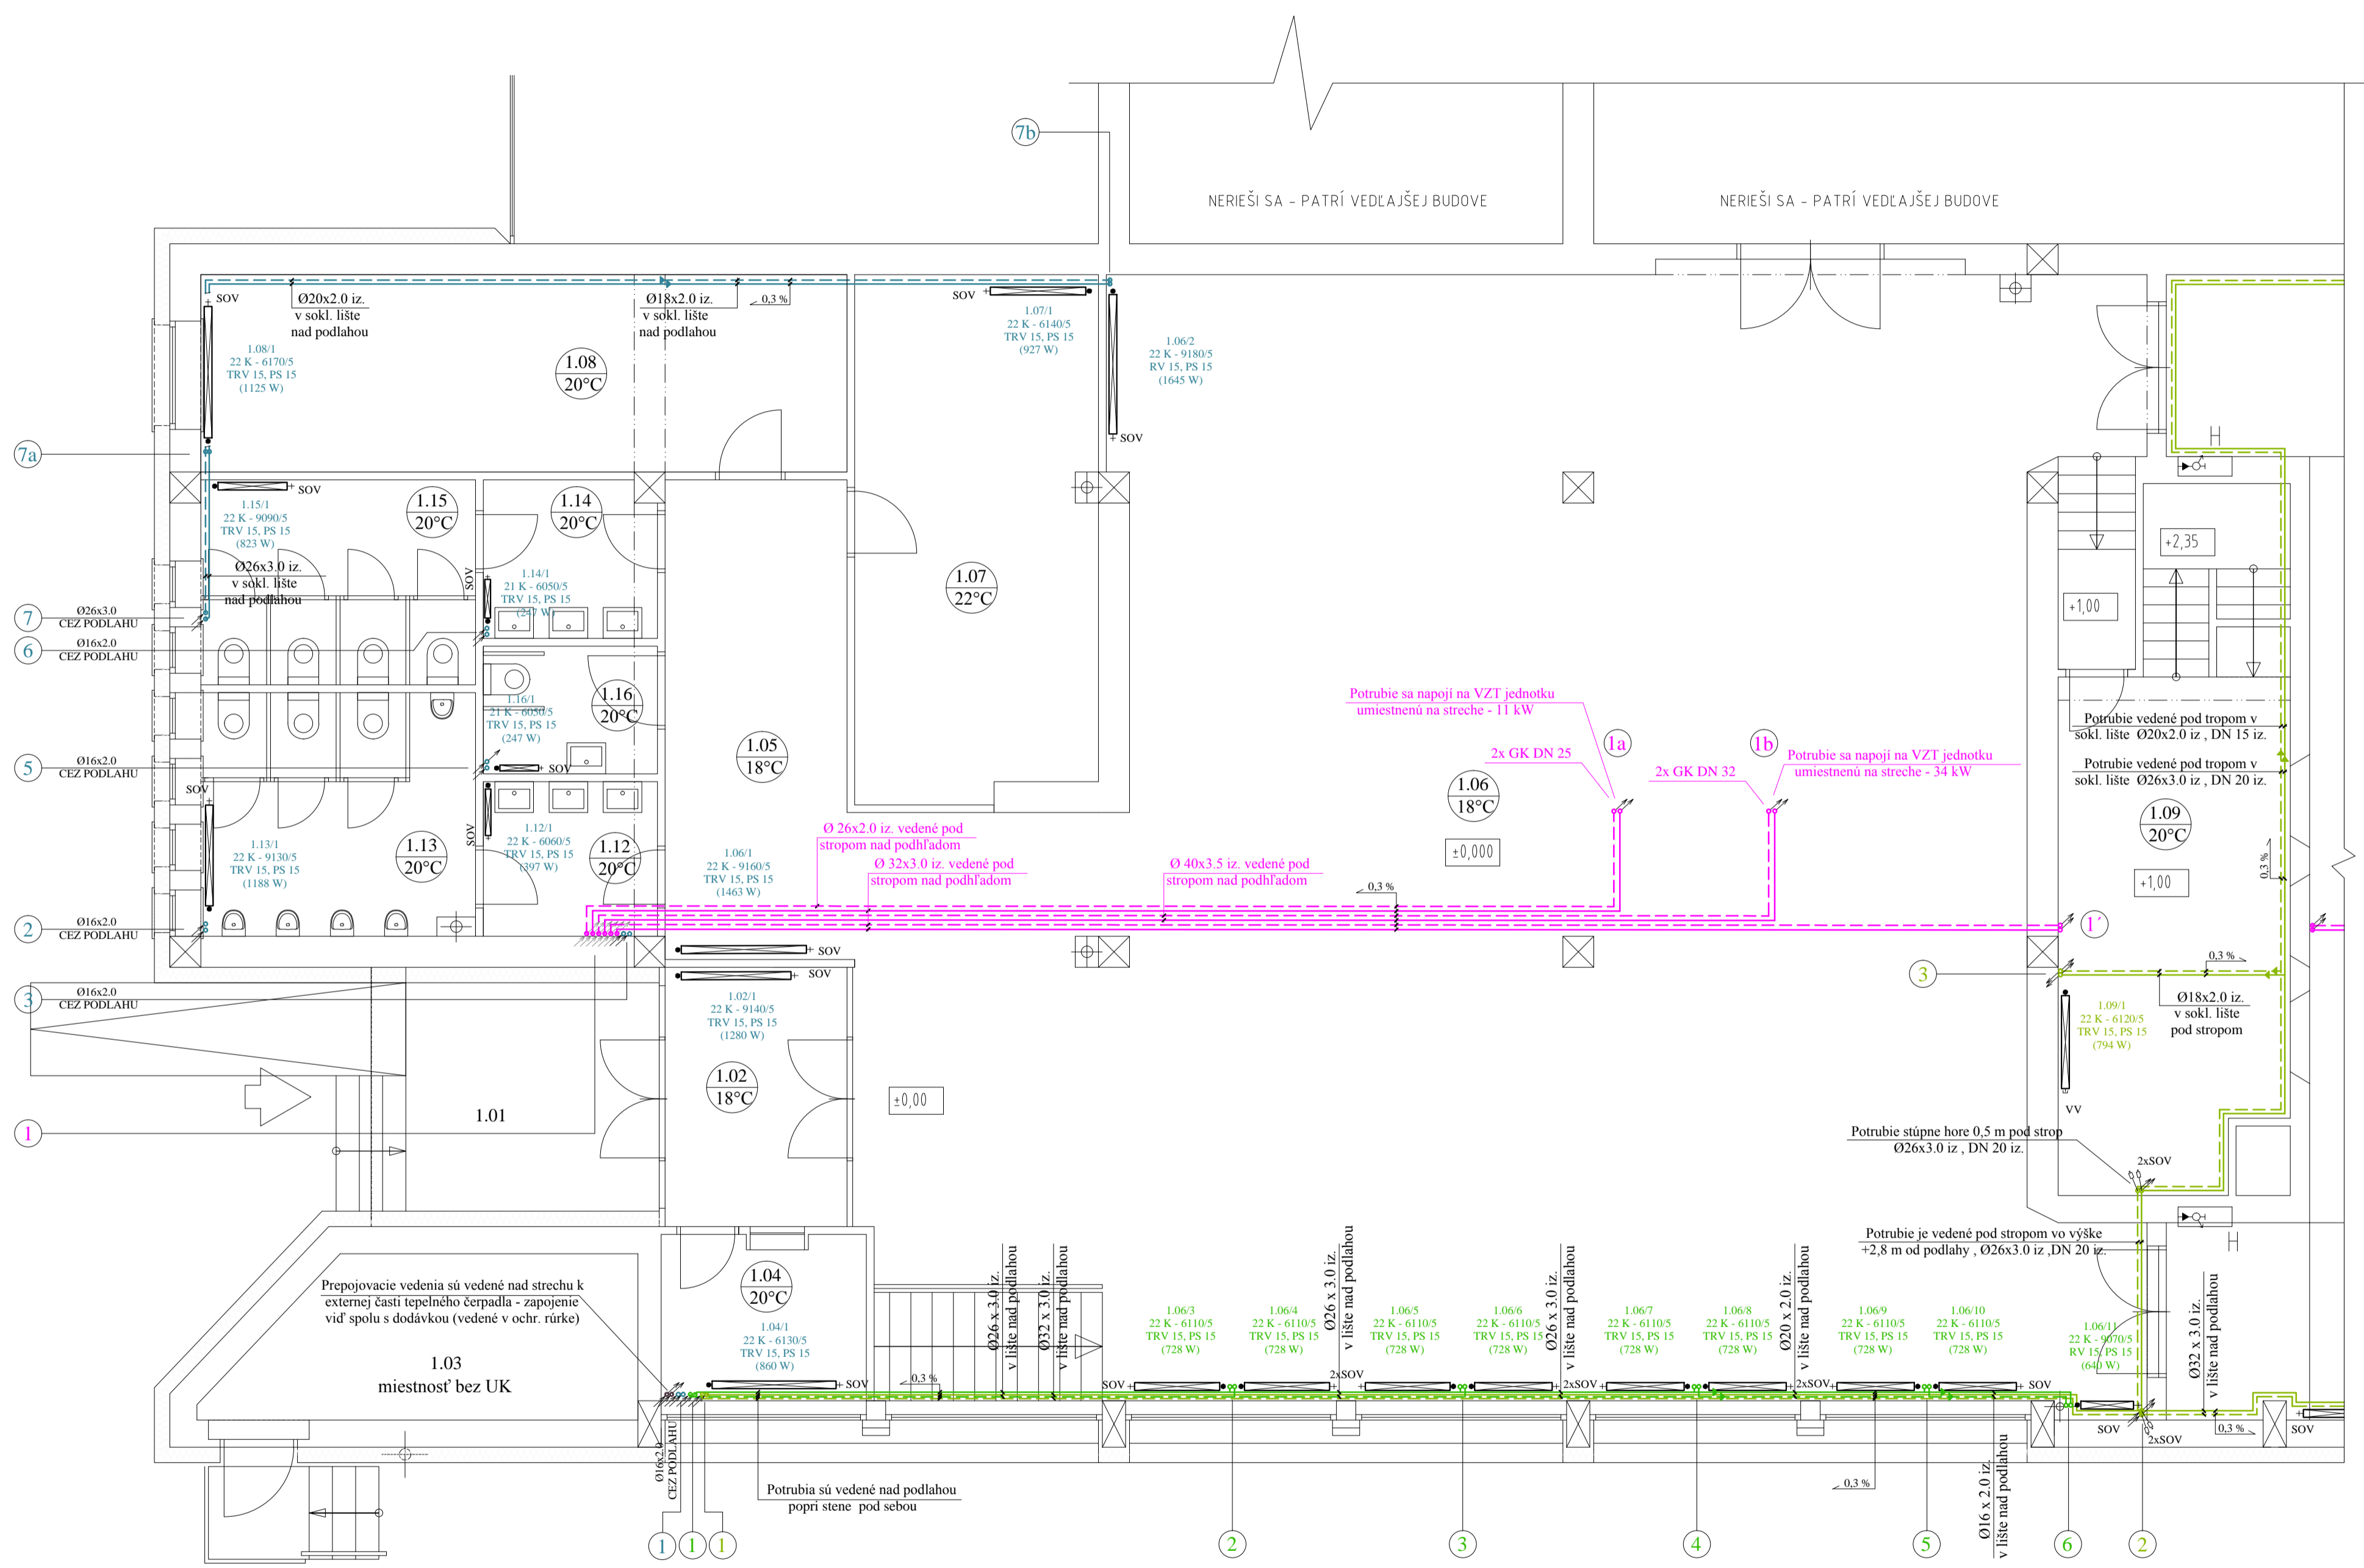 7b
NERIEŠI SA - PATRÍ VEDĽAJŠEJ BUDOVE
NERIEŠI SA - PATRÍ VEDĽAJŠEJ BUDOVE
SOV
Ø20x2.0 iz.
v sokl. lište
nad podlahou
Ø18x2.0 iz.
v sokl. lište
nad podlahou
0,3 %
SOV
1.07/1
22 K - 6140/5
TRV 15, PS 15
(927 W)
1.06/2
22 K - 9180/5
RV 15, PS 15
(1645 W)
SOV
1.08/1
22 K - 6170/5
TRV 15, PS 15
(1125 W)
1.08
20°C
7a
SOV
1.15/1
22 K - 9090/5
TRV 15, PS 15
(823 W)
1.15
20°C
1.14
20°C
Ø26x3.0 iz.
v sokl. lište
nad podlahou
SOV
1.14/1
21 K - 6050/5
TRV 15, PS 15
(247 W)
1.07
22°C
7
Ø26x3.0
CEZ PODLAHU
6
Ø16x2.0
CEZ PODLAHU
H
+2,35
+1,00
1.16/1
21 K - 6050/5
TRV 15, PS 15
(247 W)
1.16
20°C
SOV
5
Ø16x2.0
CEZ PODLAHU
1.05
18°C
Potrubie sa napojí na VZT jednotku
umiestnenú na streche - 11 kW
2x GK DN 25
1a
1b
2x GK DN 32
Potrubie sa napojí na VZT jednotku
umiestnenú na streche - 34 kW
1.06
18°C
±0,000
Potrubie vedené pod tropom v
sokl. lište Ø20x2.0 iz , DN 15 iz.
Potrubie vedené pod tropom v
sokl. lište Ø26x3.0 iz , DN 20 iz.
1.09
20°C
+1,00
0,3 %
SOV
1.13/1
22 K - 9130/5
TRV 15, PS 15
(1188 W)
1.13
20°C
SOV
1.12/1
22 K - 6060/5
TRV 15, PS 15
(397 W)
1.12
20°C
1.06/1
22 K - 9160/5
TRV 15, PS 15
(1463 W)
Ø 26x2.0 iz. vedené pod
stropom nad podhľadom
Ø 32x3.0 iz. vedené pod
stropom nad podhľadom
Ø 40x3.5 iz. vedené pod
stropom nad podhľadom
0,3 %
2
Ø16x2.0
CEZ PODLAHU
1´
SOV
SOV
3
Ø16x2.0
CEZ PODLAHU
1.02/1
22 K - 9140/5
TRV 15, PS 15
(1280 W)
3
0,3 %
Ø18x2.0 iz.
v sokl. lište
pod stropom
1.09/1
22 K - 6120/5
TRV 15, PS 15
(794 W)
VV
1.02
18°C
±0,00
1.01
1
Potrubie stúpne hore 0,5 m pod strop
Ø26x3.0 iz , DN 20 iz.
2xSOV
Potrubie je vedené pod stropom vo výške
+2,8 m od podlahy , Ø26x3.0 iz ,DN 20 iz.
H
Prepojovacie vedenia sú vedené nad strechu k
externej časti tepelného čerpadla - zapojenie
viď spolu s dodávkou (vedené v ochr. rúrke)
1.03
miestnosť bez UK
1.04
20°C
1.04/1
22 K - 6130/5
TRV 15, PS 15
(860 W)
SOV
0,3 %
Ø26 x 3.0 iz.
v lište nad podlahou
Ø32 x 3.0 iz.
v lište nad podlahou
1.06/3
22 K - 6110/5
TRV 15, PS 15
(728 W)
1.06/4
22 K - 6110/5
TRV 15, PS 15
(728 W)
Ø26 x 3.0 iz.
v lište nad podlahou
1.06/5
22 K - 6110/5
TRV 15, PS 15
(728 W)
1.06/6
22 K - 6110/5
TRV 15, PS 15
(728 W)
Ø26 x 3.0 iz.
v lište nad podlahou
1.06/7
22 K - 6110/5
TRV 15, PS 15
(728 W)
1.06/8
22 K - 6110/5
TRV 15, PS 15
(728 W)
Ø20 x 2.0 iz.
v lište nad podlahou
1.06/9
22 K - 6110/5
TRV 15, PS 15
(728 W)
1.06/10
22 K - 6110/5
TRV 15, PS 15
(728 W)
1.06/11
22 K - 9070/5
RV 15, PS 15
(640 W)
Ø32 x 3.0 iz.
v lište nad podlahou
SOV
2xSOV
2xSOV
2xSOV
SOV
SOV
2xSOV
0,3 %
SOV
Ø16x2.0
CEZ PODLAHU
Potrubia sú vedené nad podlahou
popri stene pod sebou
0,3 %
Ø16 x 2.0 iz.
v lište nad podlahou
1
1
1
2
3
4
5
6
2